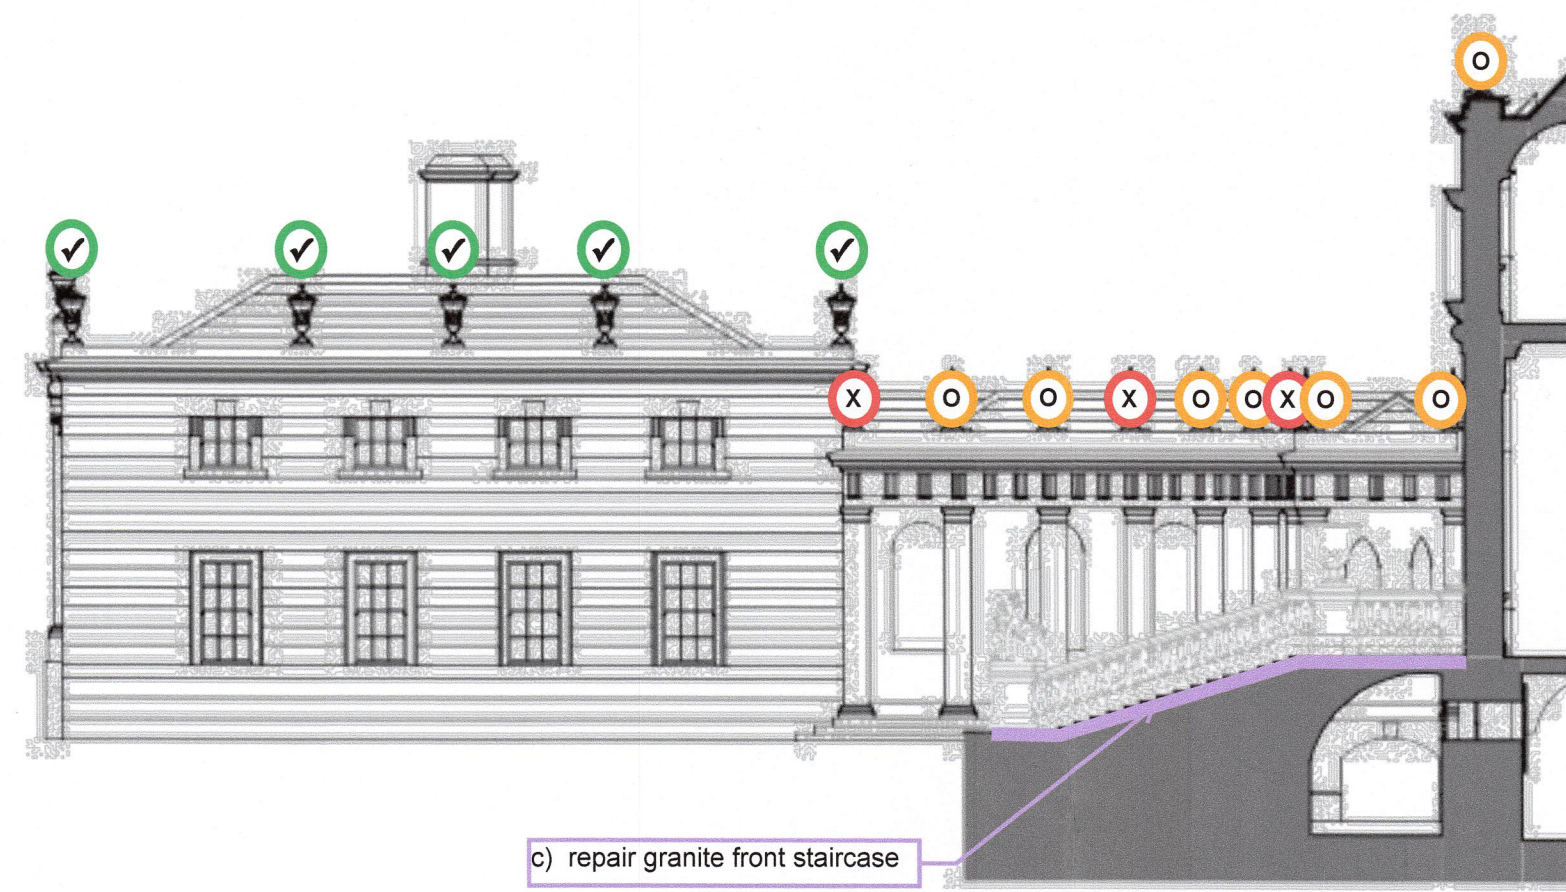 O
✓ ✓ ✓ ✓ ✓
X O O X O O X O O
c) repair granite front staircase